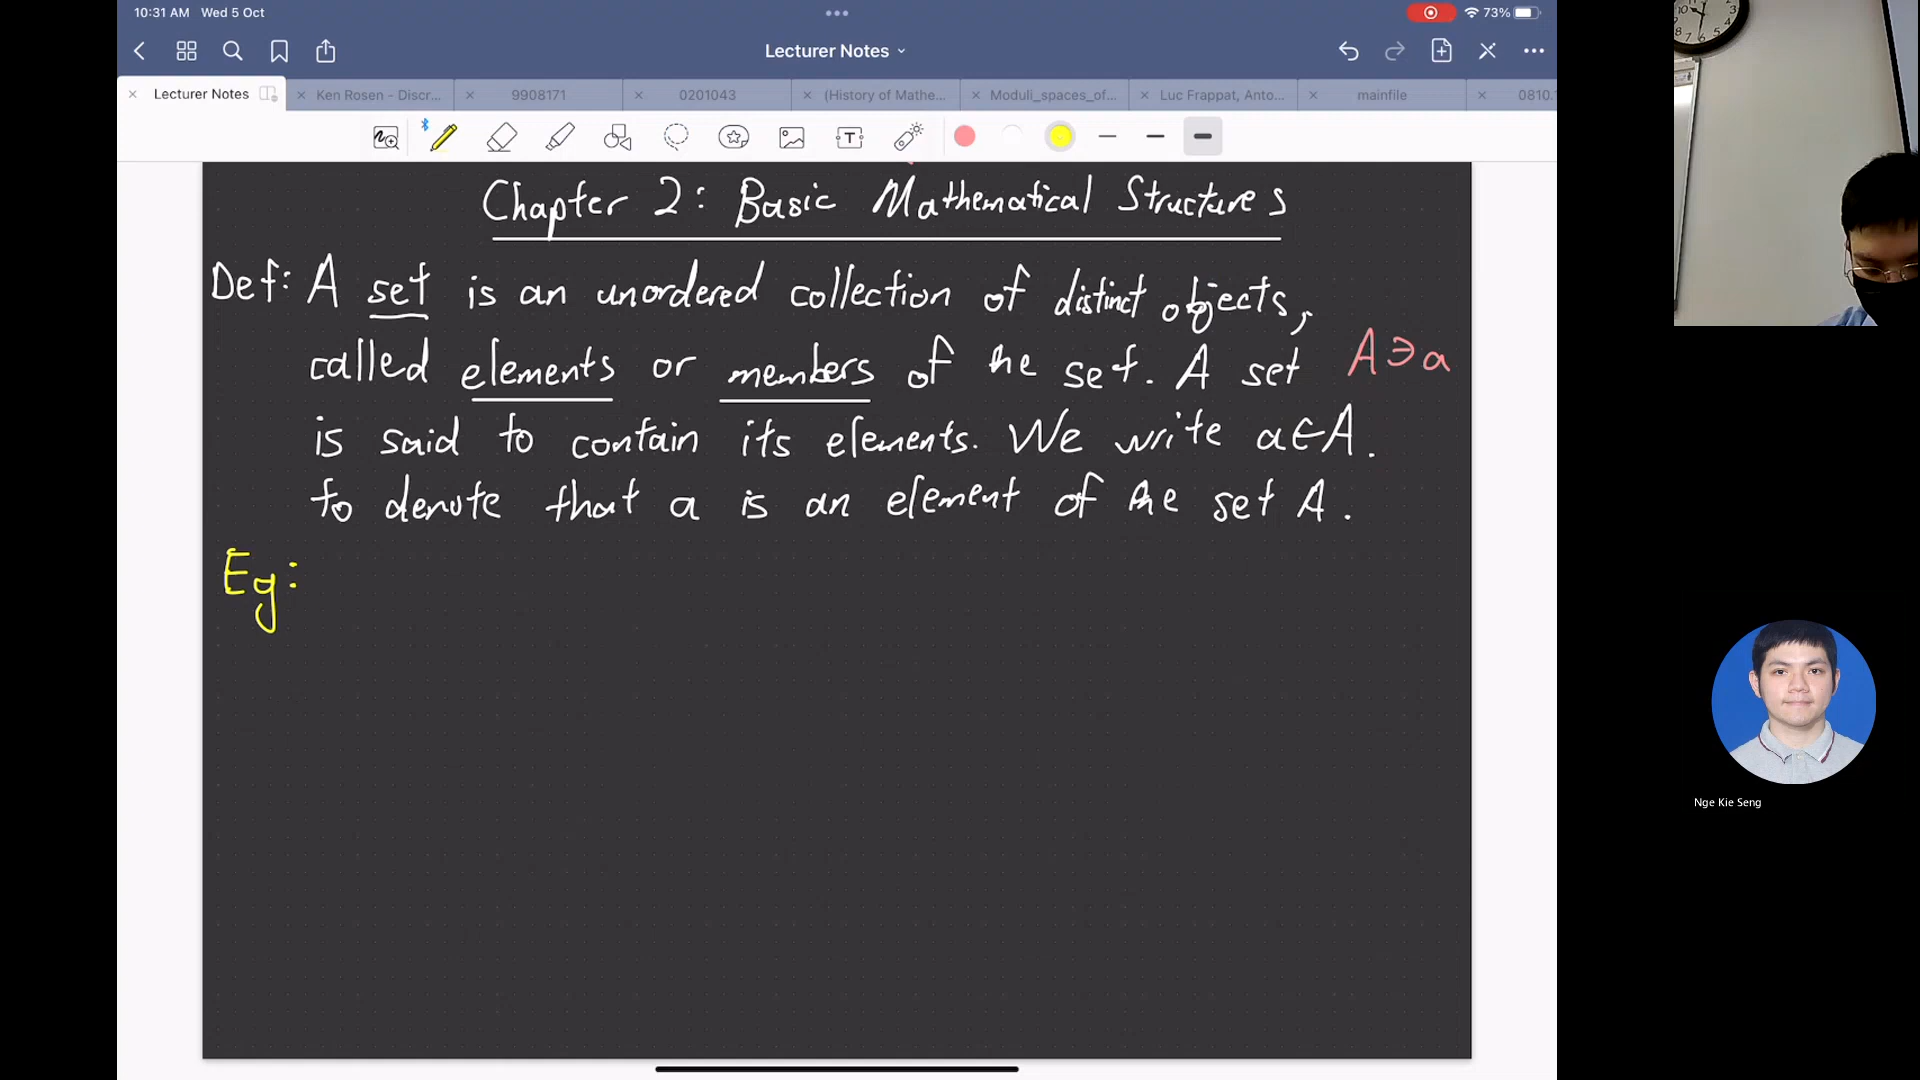 10:31 AM Wed 5 Oct
73%
Lecturer Notes
Lecturer Notes
Ken Rosen - Discr...
9908171
0201043
(History of Mathe...
Moduli_spaces_of...
Luc Frappat, Anto...
mainfile
0810.
Chapter 2: Basic Mathematical Structures
Def: A set is an unordered collection of distinct objects,
called elements or members of the set. A set
A∋a
is said to contain its elements. We write a∈A.
to denote that a is an element of the set A.
Eg:
Nge Kie Seng